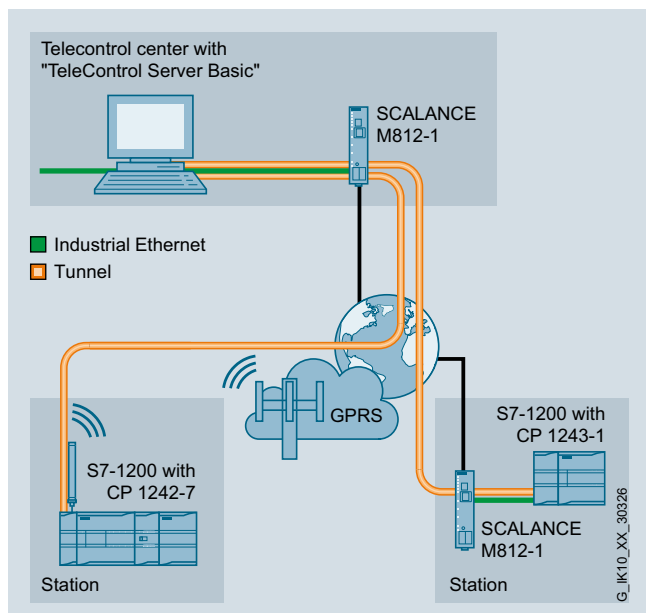 Telecontrol center with
"TeleControl Server Basic"
SCALANCE
M812-1
Industrial Ethernet
Tunnel
GPRS
S7-1200 with
CP 1243-1
S7-1200 with
CP 1242-7
SCALANCE
M812-1
Station
Station
G_IK10_XX_30326